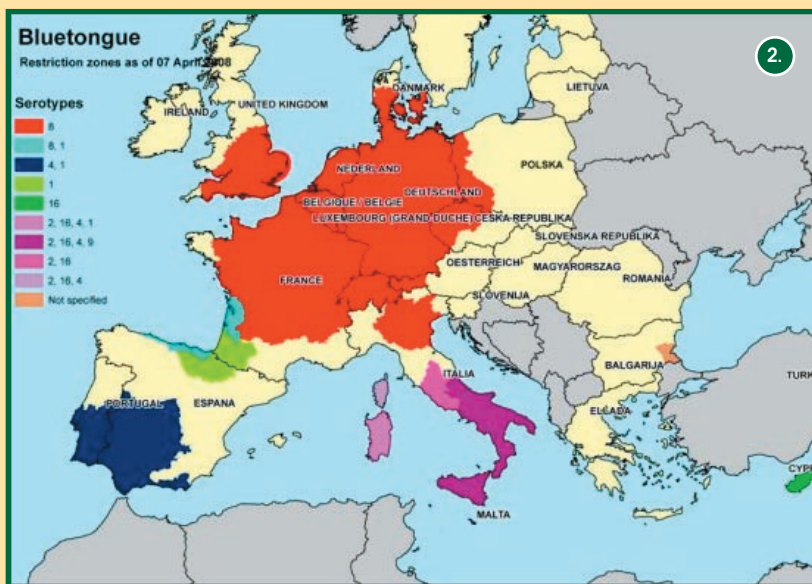 Bluetongue
Restriction zones as of 07 April 2008
2.
Serotypes
8
8, 1
4, 1
1
16
2, 16, 4, 1
2, 16, 4, 9
2, 16
2, 16, 4
Not specified
DANMARK
LIETUVA
IRELAND
UNITED KINGDOM
NEDERLAND
POLSKA
DEUTSCHLAND
BELGIQUE/ BELGIE
LUXEMBOURG (GRAND-DUCHE)
CESKA REPUBLIKA
SLOVENSKA REPUBLIKA
OESTERREICH
MAGYARORSZAG
FRANCE
ROMANIA
SLOVENIJA
ITALIA
BALGARIJA
TURK
PORTUGAL
ESPANA
ELLADA
CYPR
MALTA